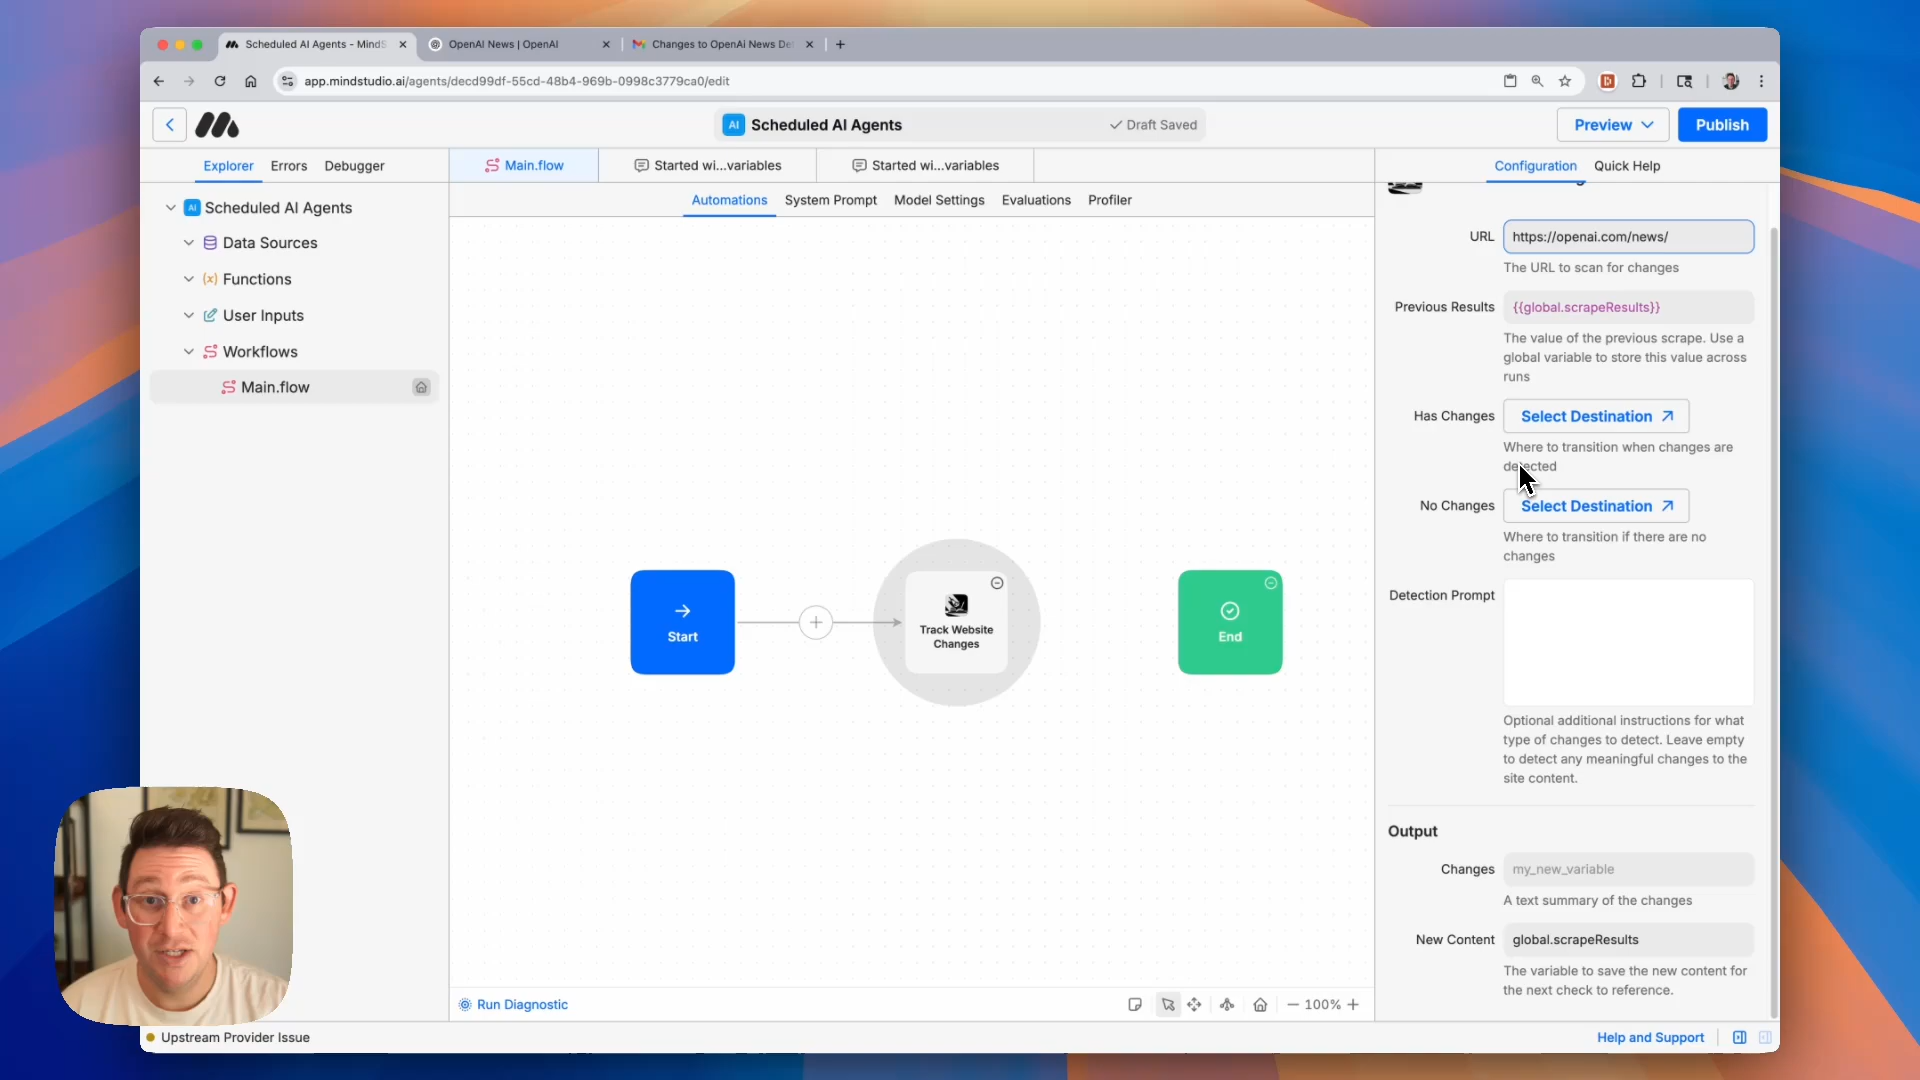 Scheduled AI Agents - MindS
OpenAI News | OpenAI
Changes to OpenAi News De
app.mindstudio.ai/agents/decd99df-55cd-48b4-969b-0998c3779ca0/edit
AI Scheduled AI Agents
Draft Saved
Preview
Publish
Explorer
Errors
Debugger
Main.flow
Started wi...variables
Started wi...variables
Configuration
Quick Help
Automations
System Prompt
Model Settings
Evaluations
Profiler
AI Scheduled AI Agents
Data Sources
(x) Functions
User Inputs
Workflows
Main.flow
Start
Track Website
Changes
End
URL
https://openai.com/news/
The URL to scan for changes
Previous Results
{{global.scrapeResults}}
The value of the previous scrape. Use a
global variable to store this value across
runs
Has Changes
Select Destination
Where to transition when changes are
detected
No Changes
Select Destination
Where to transition if there are no
changes
Detection Prompt
Optional additional instructions for what
type of changes to detect. Leave empty
to detect any meaningful changes to the
site content.
Output
Changes
my_new_variable
A text summary of the changes
New Content
global.scrapeResults
The variable to save the new content for
the next check to reference.
Run Diagnostic
100%
Upstream Provider Issue
Help and Support